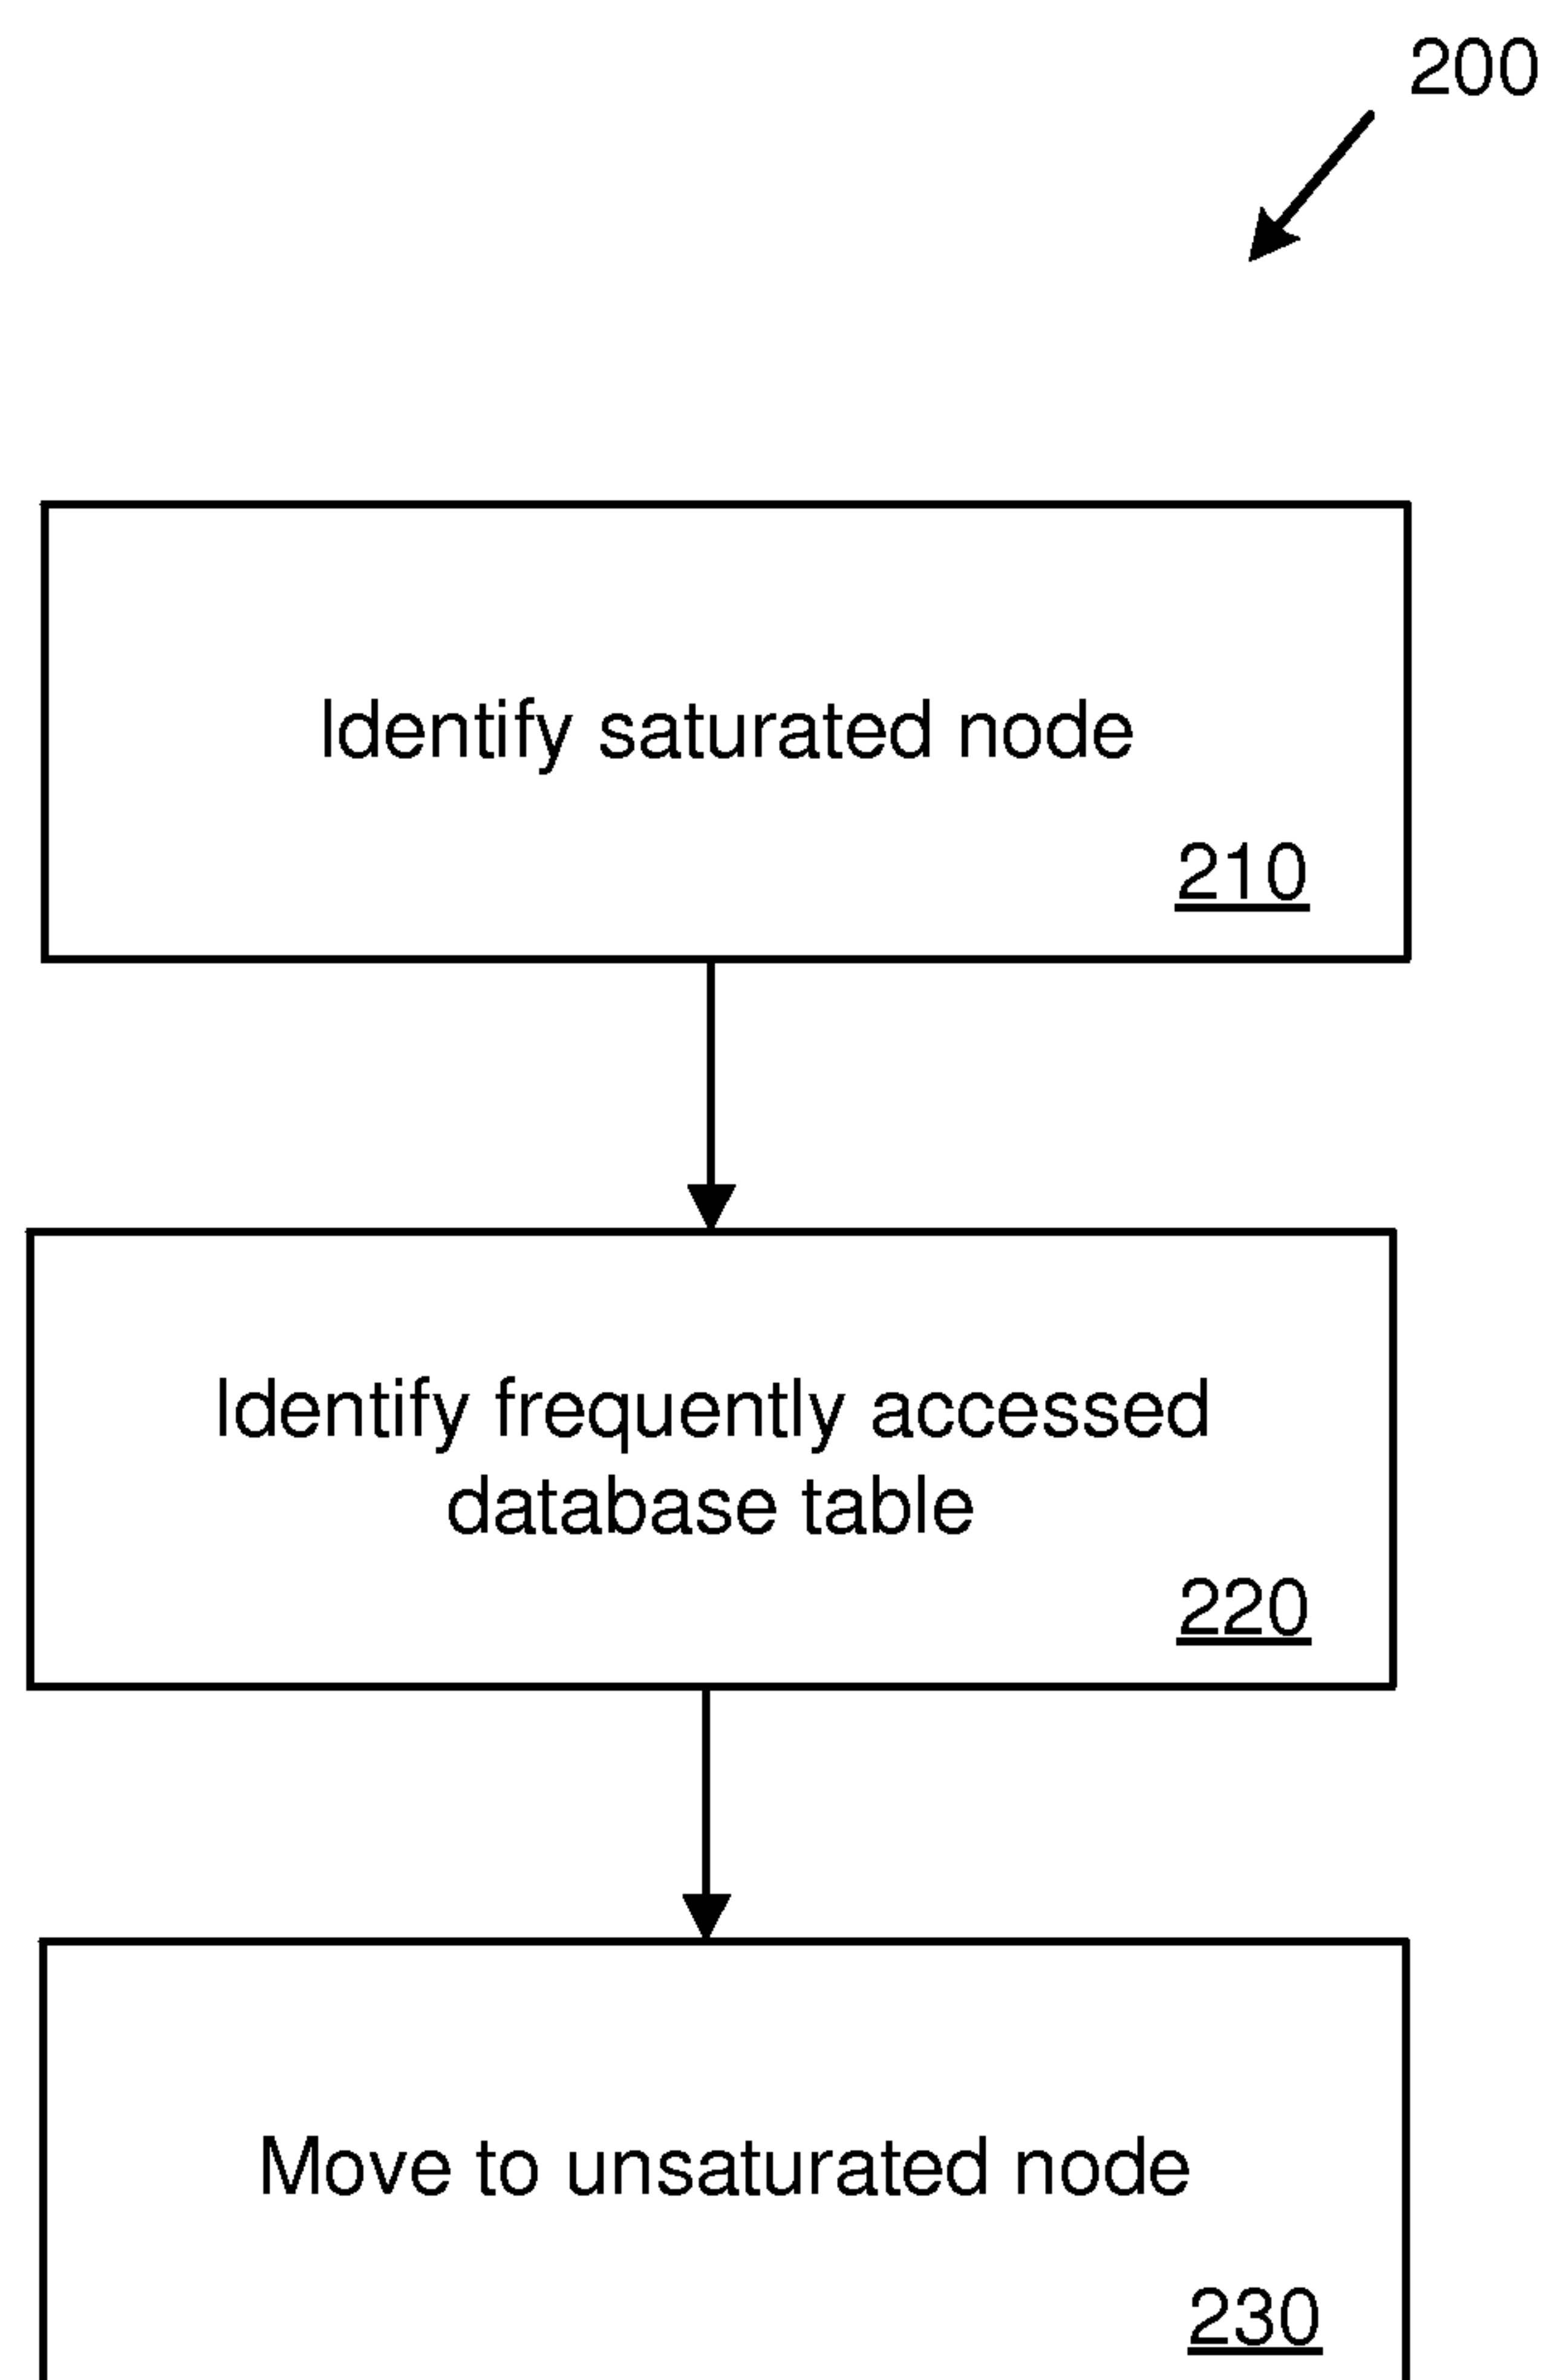 200
Identify saturated node
210
Identify frequently accessed
database table
220
Move to unsaturated node
230